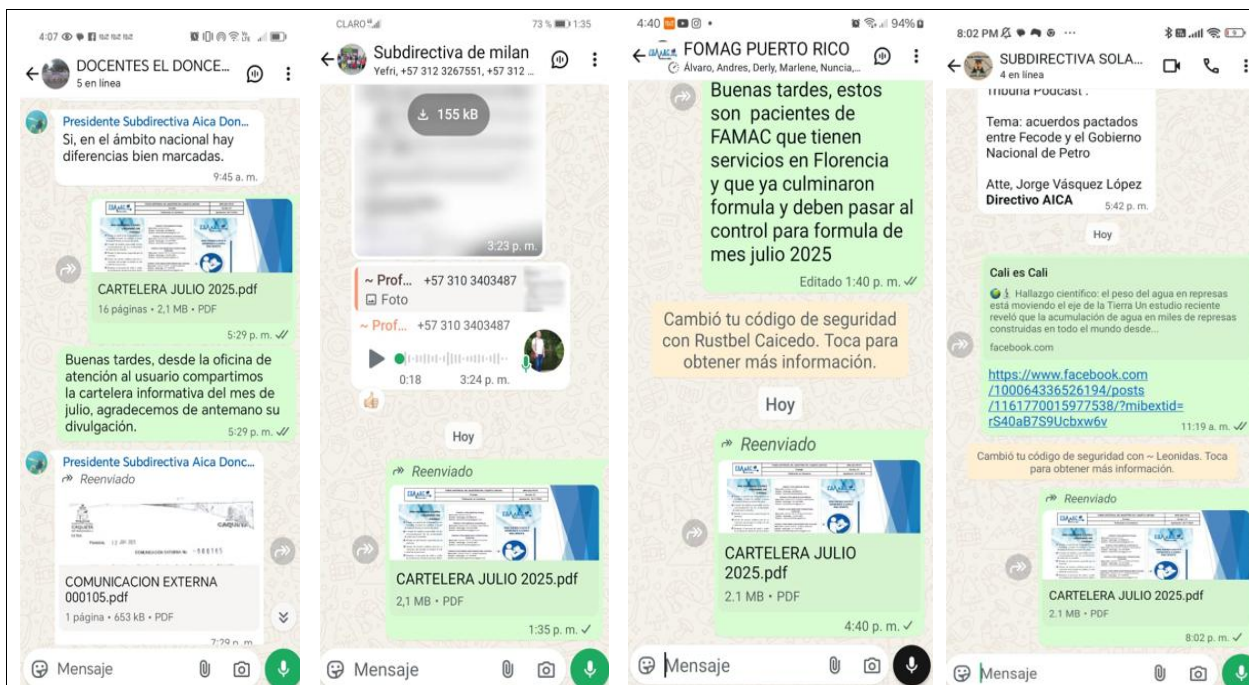 4:07
DOCENTES EL DONCE...
5 en línea
Presidente Subdirectiva Aica Don...
Si, en el ámbito nacional hay
diferencias bien marcadas.
9:45 a. m.
CARTELERA JULIO 2025.pdf
16 páginas • 2,1 MB • PDF
5:29 p. m.
Buenas tardes, desde la oficina de
atención al usuario compartimos
la cartelera informativa del mes de
julio, agradecemos de antemano su
divulgación.
5:29 p. m.
Presidente Subdirectiva Aica Donc...
Reenviado
COMUNICACION EXTERNA
000105.pdf
1 página • 653 kB • PDF
7:29 p. m.
Mensaje
CLARO
73 % 1:35
Subdirectiva de milan
Yefri, +57 312 3267551, +57 312 ...
155 kB
3:23 p. m.
~ Prof... +57 310 3403487
Foto
~ Prof... +57 310 3403487
0:18 3:24 p. m.
Hoy
Reenviado
CARTELERA JULIO 2025.pdf
2,1 MB • PDF
1:35 p. m.
Mensaje
4:40
94%
FOMAG PUERTO RICO
Álvaro, Andres, Derly, Marlene, Nuncia,...
Buenas tardes, estos
son pacientes de
FAMAC que tienen
servicios en Florencia
y que ya culminaron
formula y deben pasar al
control para formula de
mes julio 2025
Editado 1:40 p. m.
Cambió tu código de seguridad
con Rustbel Caicedo. Toca para
obtener más información.
Hoy
Reenviado
CARTELERA JULIO
2025.pdf
2.1 MB • PDF
4:40 p. m.
Mensaje
8:02 PM
SUBDIRECTIVA SOLA...
4 en línea
Tribuna Podcast .
Tema: acuerdos pactados
entre Fecode y el Gobierno
Nacional de Petro
Atte, Jorge Vásquez López
Directivo AICA
5:42 p. m.
Hoy
Cali es Cali
Hallazgo científico: el peso del agua en represas
está moviendo el eje de la Tierra Un estudio reciente
reveló que la acumulación de agua en miles de represas
construidas en todo el mundo desde...
facebook.com
https://www.facebook.com
/100064336526194/posts
/1161770015977538/?mibextid=
rS40aB7S9Ucbxw6v
11:19 a. m.
Cambió tu código de seguridad con ~ Leonidas. Toca
para obtener más información.
Reenviado
CARTELERA JULIO 2025.pdf
2.1 MB • PDF
8:02 p. m.
Mensaje